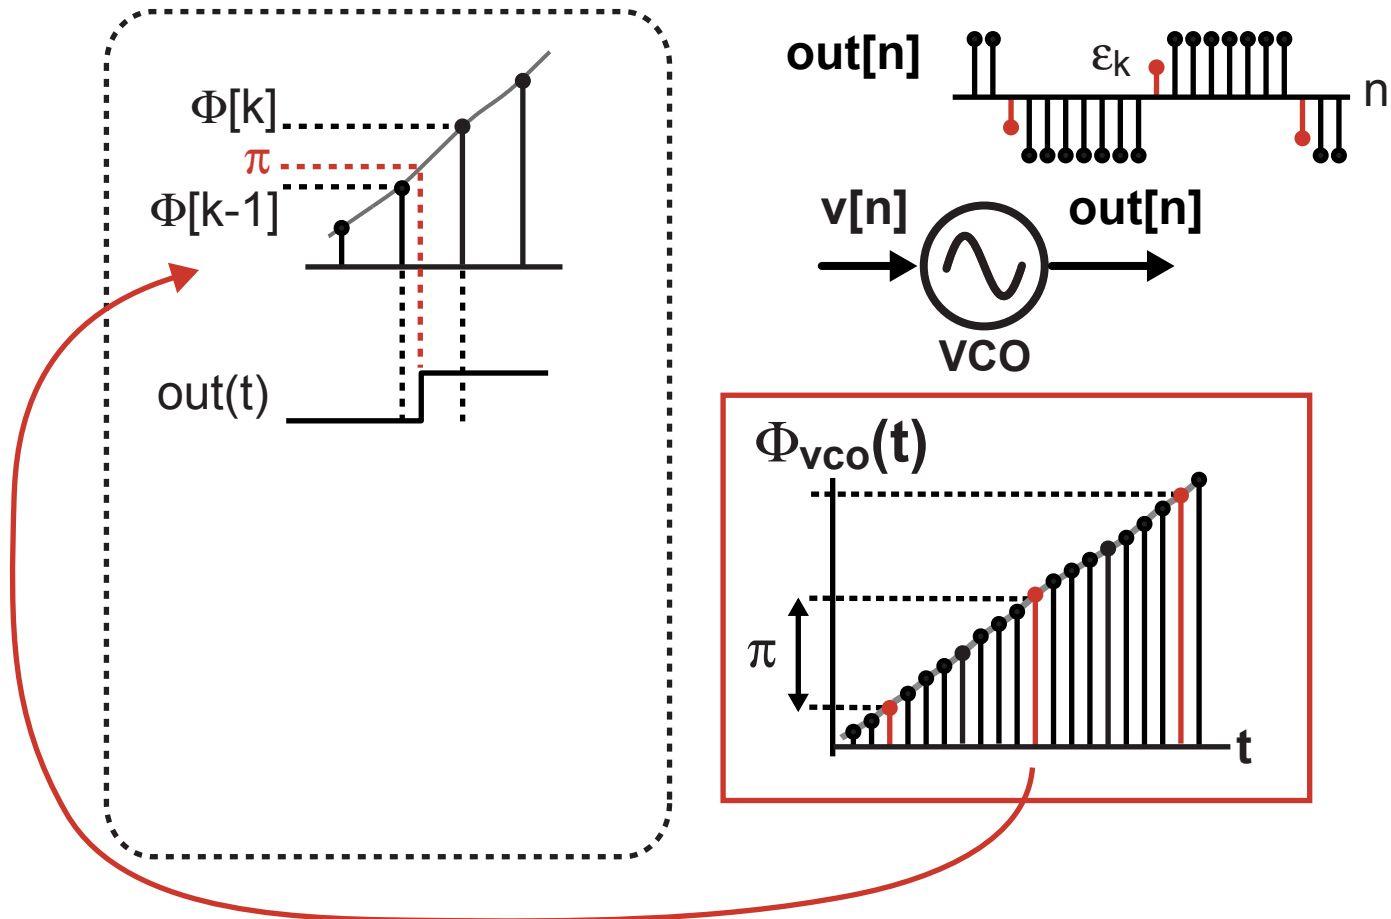 Φ[k]
π
Φ[k-1]
out(t)
out[n]
εk
n
v[n]
out[n]
VCO
Φvco(t)
π
t